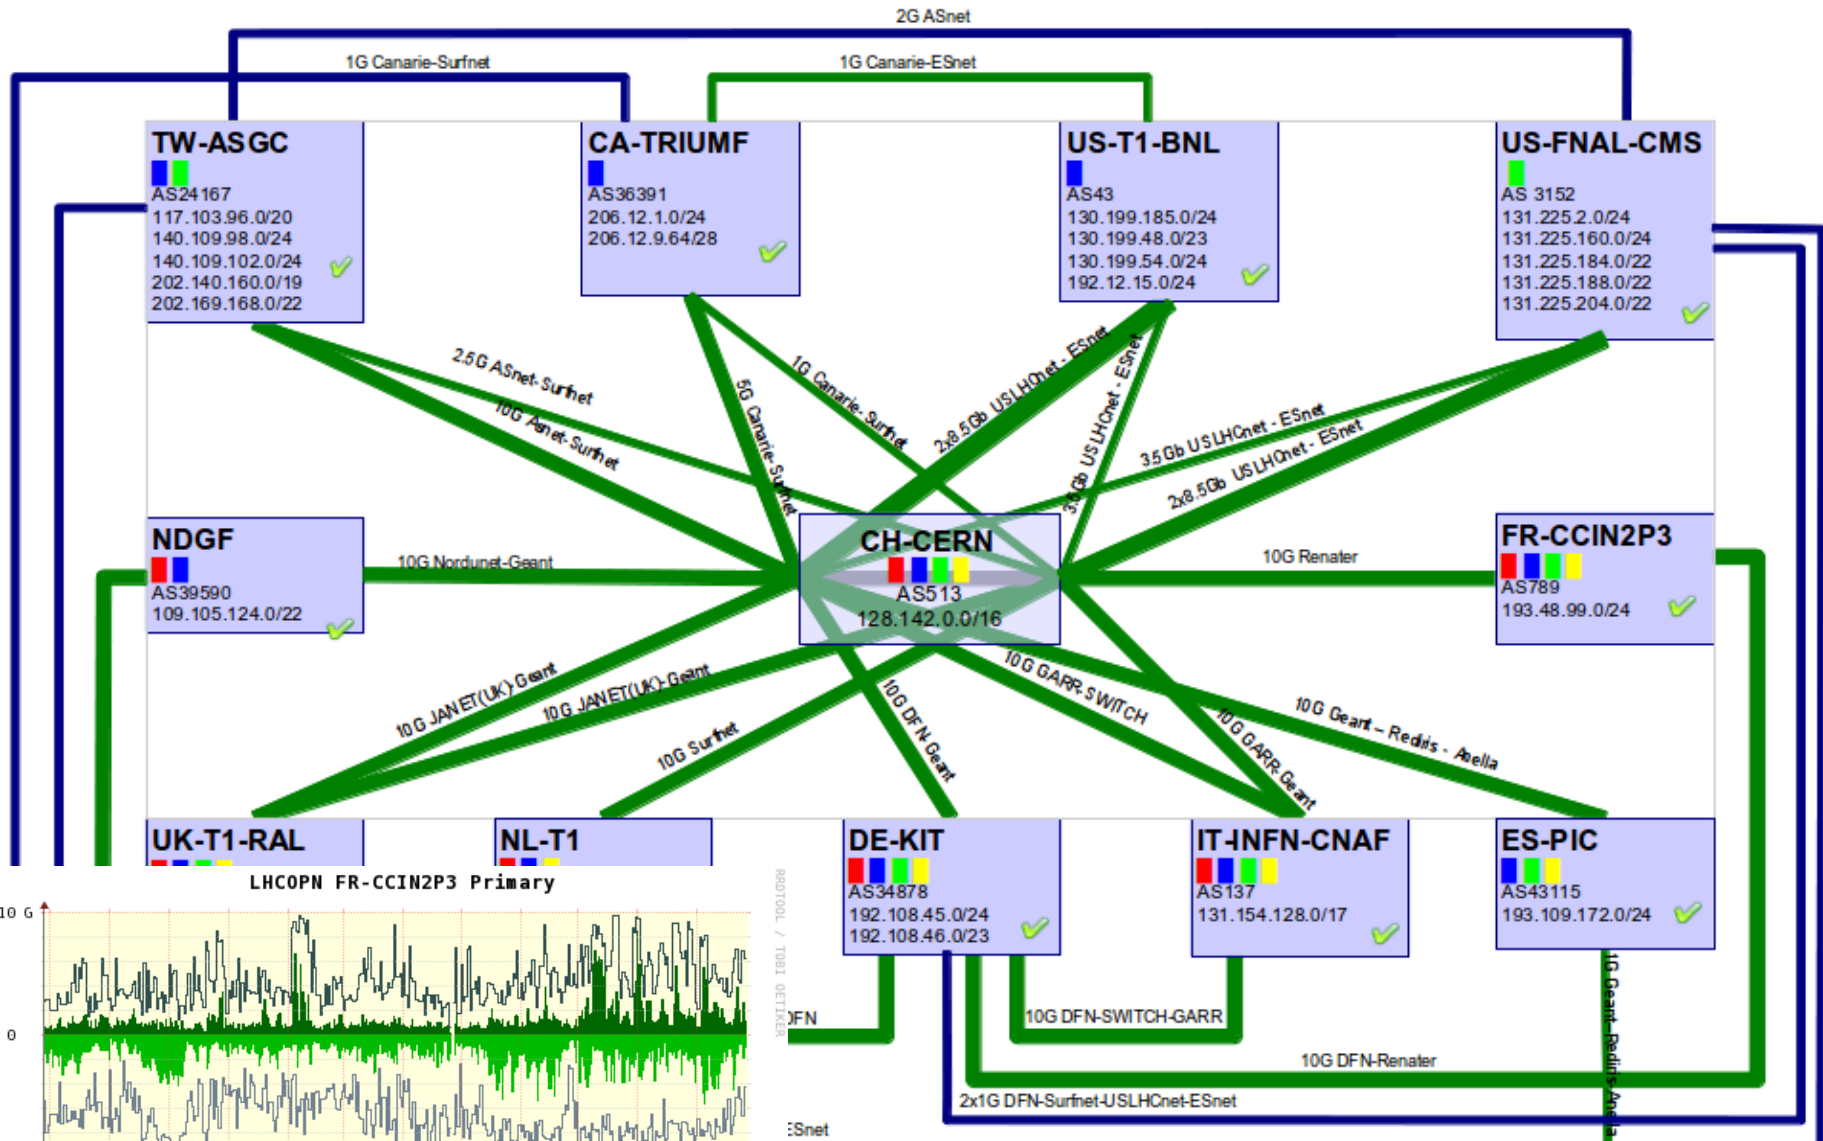 2G ASnet
1G Canarie-Surfnet
1G Canarie-ESnet
TW-ASGC
AS24167
117.103.96.0/20
140.109.98.0/24
140.109.102.0/24
202.140.160.0/19
202.169.168.0/22
CA-TRIUMF
AS36391
206.12.1.0/24
206.12.9.64/28
US-T1-BNL
AS43
130.199.185.0/24
130.199.48.0/23
130.199.54.0/24
192.12.15.0/24
US-FNAL-CMS
AS 3152
131.225.2.0/24
131.225.160.0/24
131.225.184.0/22
131.225.188.0/22
131.225.204.0/22
2.5G ASnet-Surfnet
10G Asnet-Surfnet
5G Canarie-Surfnet
1G Canarie-Surfnet
2x8.5Gb USLHCnet - ESnet
3.5Gb USLHCnet - ESnet
3.5Gb USLHCnet - ESnet
2x8.5Gb USLHCnet - ESnet
NDGF
AS39590
109.105.124.0/22
10G Nordunet-Geant
CH-CERN
AS513
128.142.0.0/16
10G Renater
FR-CCIN2P3
AS789
193.48.99.0/24
10G JANET(UK)-Geant
10G JANET(UK)-Geant
10G Surfnet
10G DFN-Geant
10G GARR-SWITCH
10G GARR-Geant
10G Geant – Rediris - Anella
UK-T1-RAL
NL-T1
DE-KIT
AS34878
192.108.45.0/24
192.108.46.0/23
IT-INFN-CNAF
AS137
131.154.128.0/17
ES-PIC
AS43115
193.109.172.0/24
LHCOPN FR-CCIN2P3 Primary
10 G
0
RRDTOOL / TOBI OETIKER
DFN
10G DFN-SWITCH-GARR
10G DFN-Renater
2x1G DFN-Surfnet-USLHCnet-ESnet
ESnet
1G Geant–Rediris-Anella